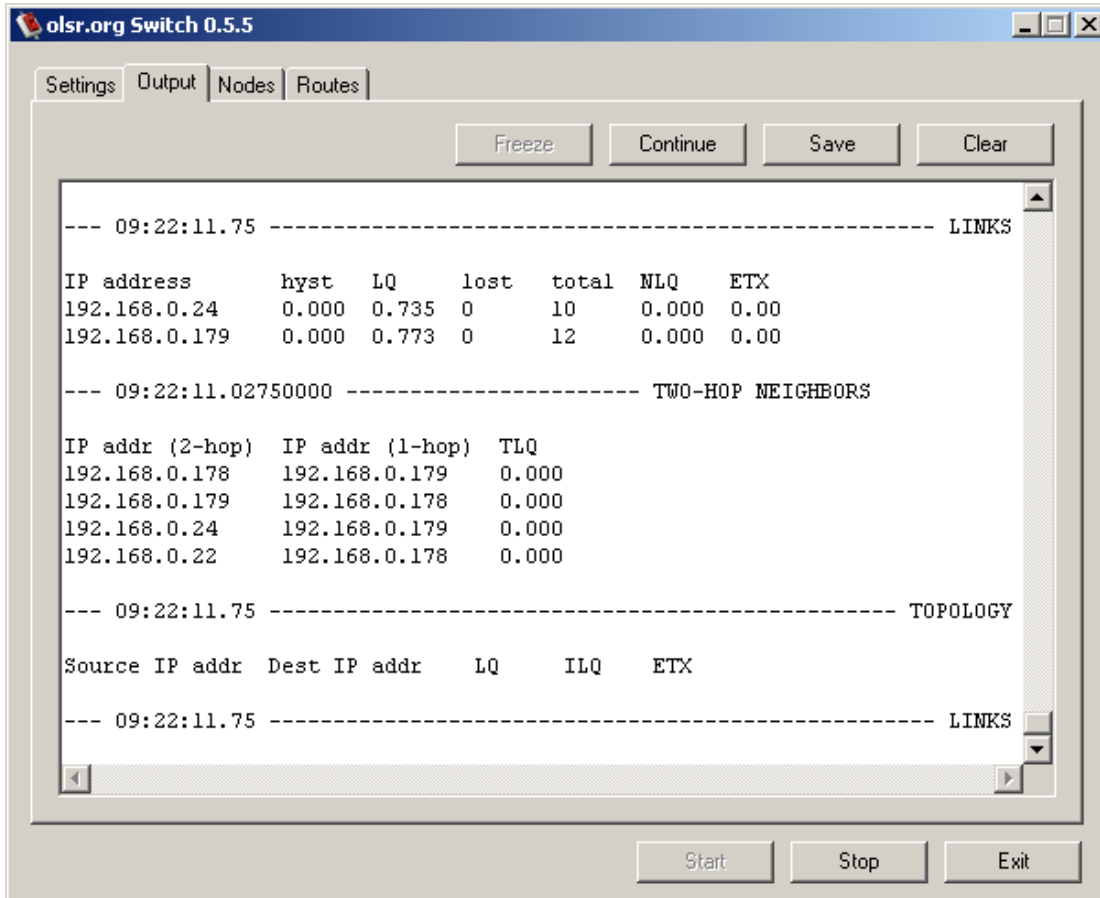 olsr.org Switch 0.5.5
Settings Output Nodes Routes
Freeze Continue Save Clear
--- 09:22:11.75 ---------------------------------------------------- LINKS
IP address hyst LQ lost total NLQ ETX
192.168.0.24 0.000 0.735 0 10 0.000 0.00
192.168.0.179 0.000 0.773 0 12 0.000 0.00
--- 09:22:11.02750000 ----------------------- TWO-HOP NEIGHBORS
IP addr (2-hop) IP addr (1-hop) TLQ
192.168.0.178 192.168.0.179 0.000
192.168.0.179 192.168.0.178 0.000
192.168.0.24 192.168.0.179 0.000
192.168.0.22 192.168.0.178 0.000
--- 09:22:11.75 ------------------------------------------------- TOPOLOGY
Source IP addr Dest IP addr LQ ILQ ETX
--- 09:22:11.75 ---------------------------------------------------- LINKS
Start Stop Exit